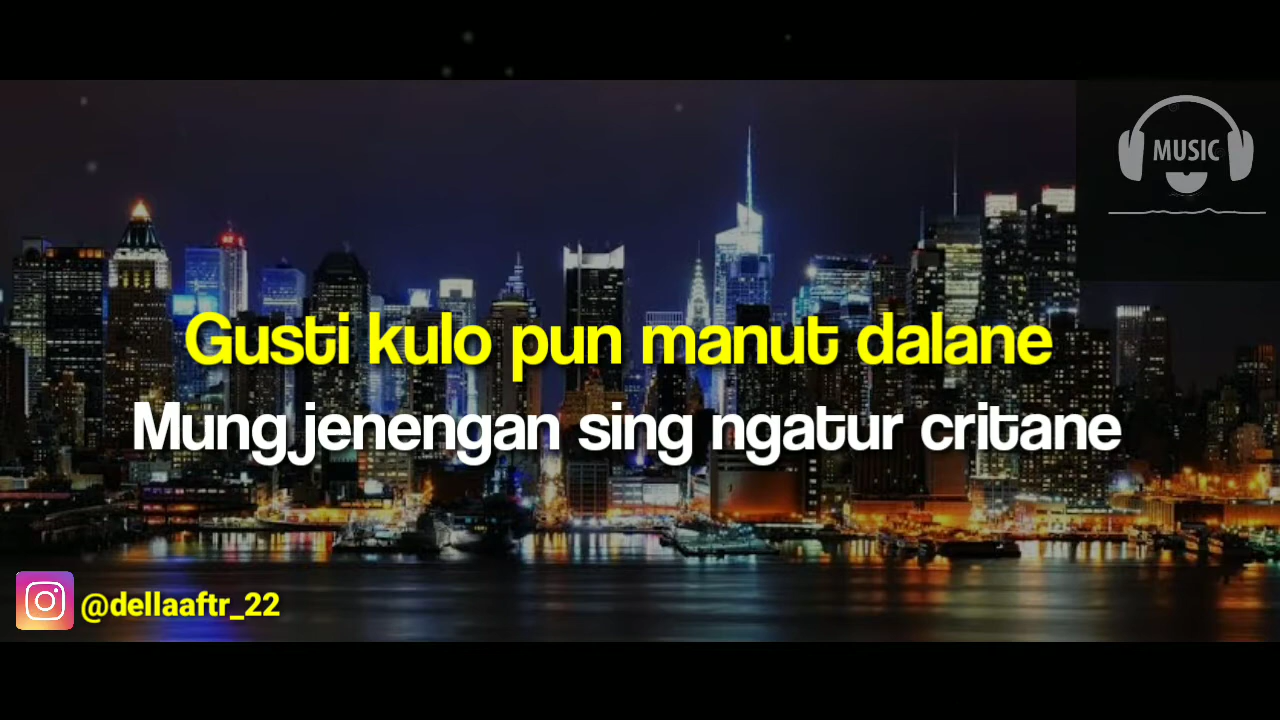 MUSIC
Gusti kulo pun manut dalane
Mung jenengan sing ngatur critane
@dellaaftr_22